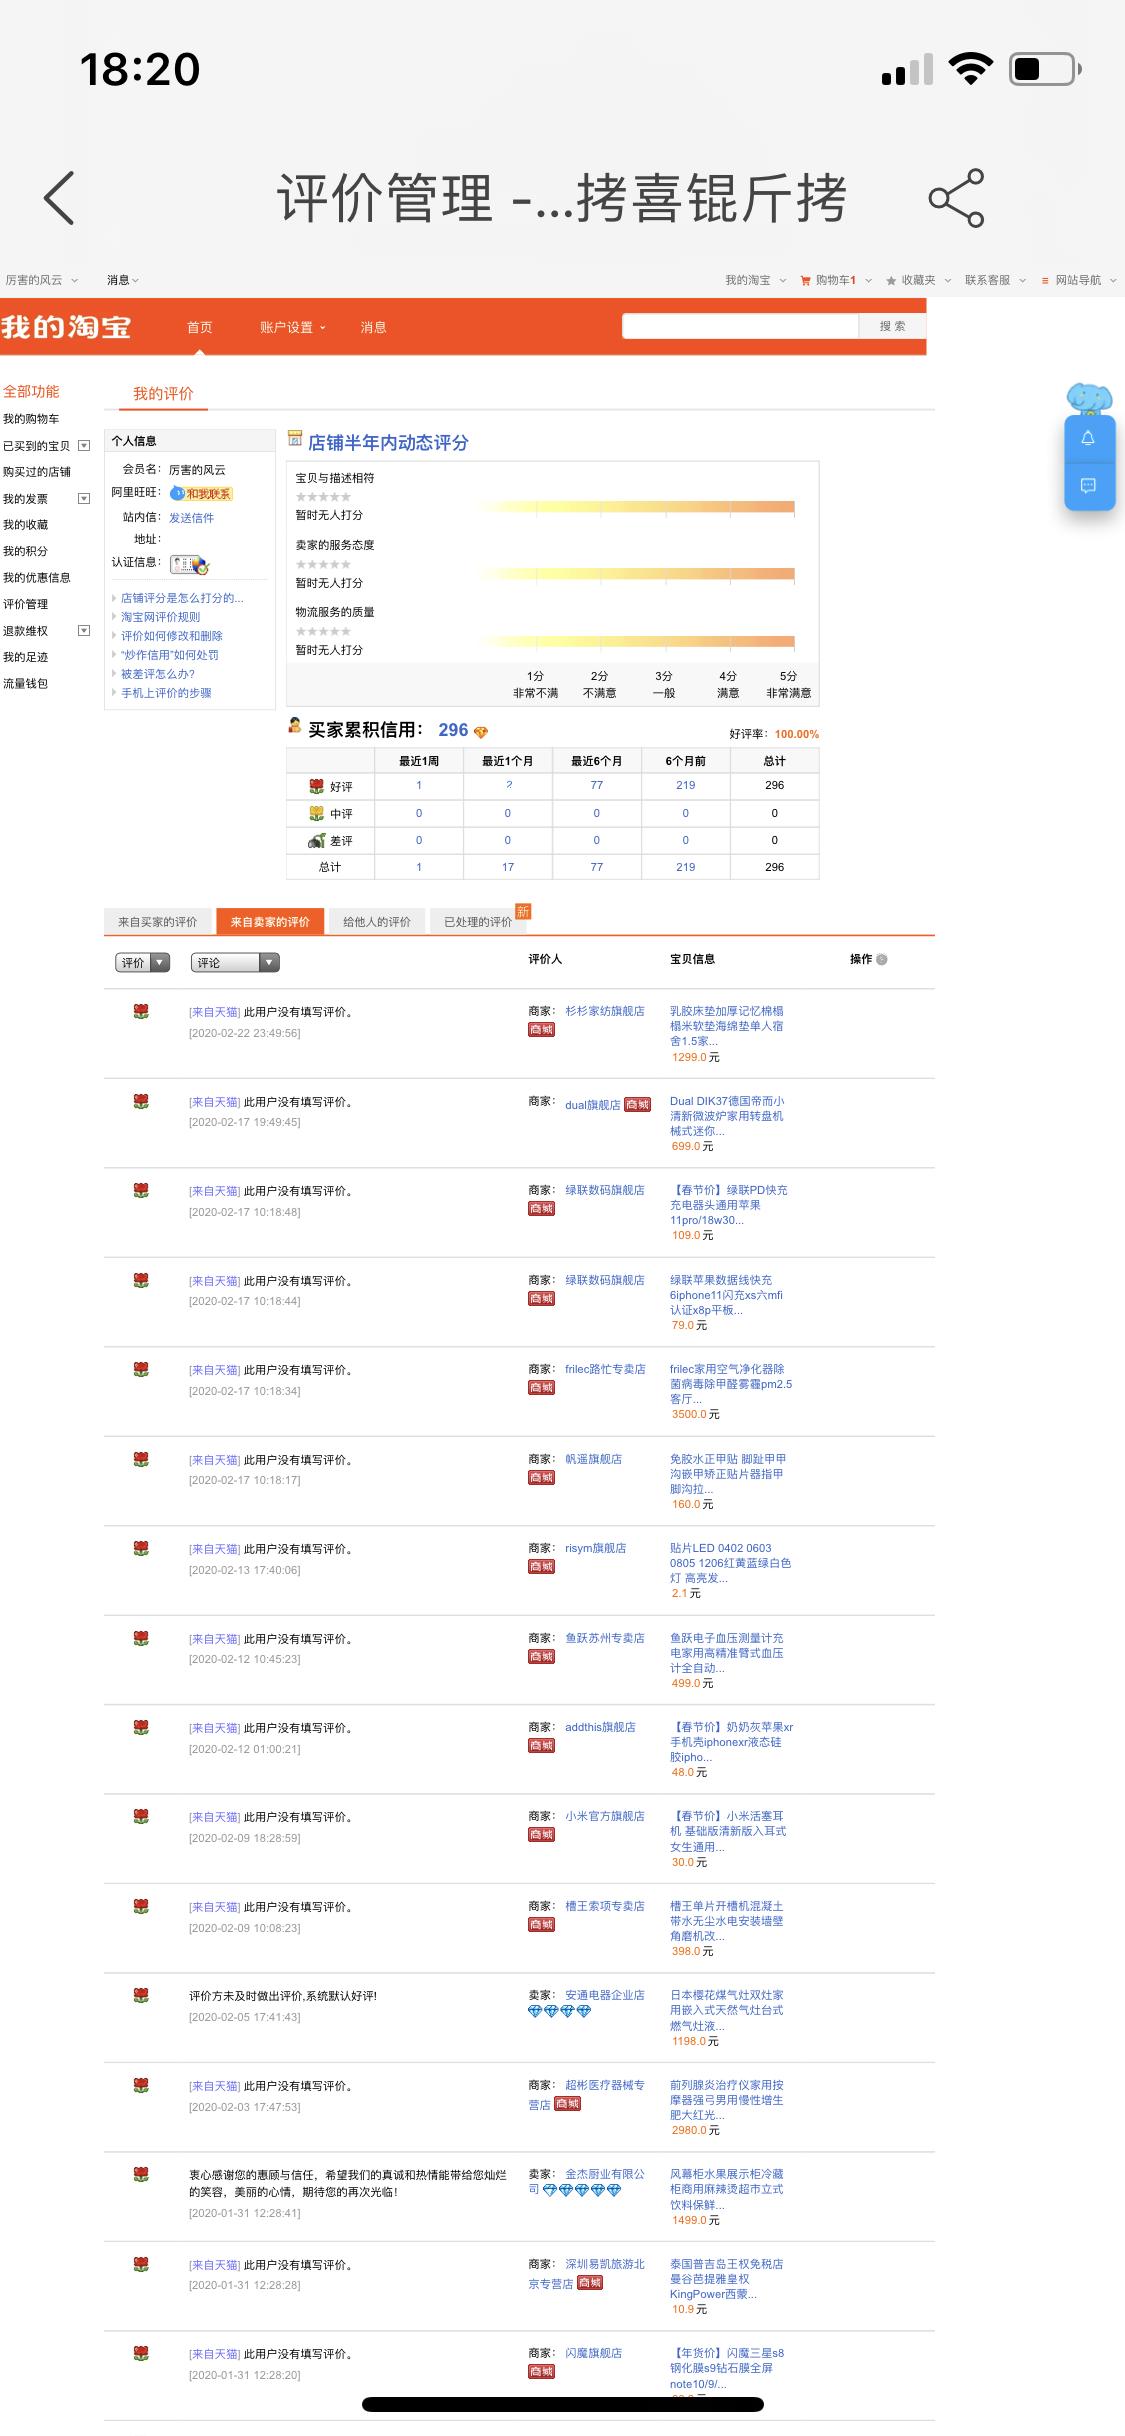 18:20
评价管理 -...拷喜锟斤拷
厉害的风云 消息 我的淘宝 购物车1 收藏夹 联系客服 网站导航
我的淘宝 首页 账户设置 消息 搜 索
全部功能
我的购物车
已买到的宝贝
购买过的店铺
我的发票
我的收藏
我的积分
我的优惠信息
评价管理
退款维权
我的足迹
流量钱包
我的评价
个人信息
会员名： 厉害的风云
阿里旺旺： 和我联系
站内信： 发送信件
地址：
认证信息：
店铺评分是怎么打分的...
淘宝网评价规则
评价如何修改和删除
“炒作信用”如何处罚
被差评怎么办?
手机上评价的步骤
店铺半年内动态评分
宝贝与描述相符
暂时无人打分
卖家的服务态度
暂时无人打分
物流服务的质量
暂时无人打分
1分 2分 3分 4分 5分
非常不满 不满意 一般 满意 非常满意
买家累积信用： 296 好评率：100.00%
最近1周 最近1个月 最近6个月 6个月前 总计
好评 1 2 77 219 296
中评 0 0 0 0 0
差评 0 0 0 0 0
总计 1 17 77 219 296
来自买家的评价 来自卖家的评价 给他人的评价 已处理的评价 新
评价 评论 评价人 宝贝信息 操作
[来自天猫] 此用户没有填写评价。
[2020-02-22 23:49:56]
商家： 杉杉家纺旗舰店
商城
乳胶床垫加厚记忆棉榻
榻米软垫海绵垫单人宿
舍1.5家...
1299.0元
[来自天猫] 此用户没有填写评价。
[2020-02-17 19:49:45]
商家： dual旗舰店 商城
Dual DIK37德国帝而小
清新微波炉家用转盘机
械式迷你...
699.0元
[来自天猫] 此用户没有填写评价。
[2020-02-17 10:18:48]
商家： 绿联数码旗舰店
商城
【春节价】绿联PD快充
充电器头通用苹果
11pro/18w30...
109.0元
[来自天猫] 此用户没有填写评价。
[2020-02-17 10:18:44]
商家： 绿联数码旗舰店
商城
绿联苹果数据线快充
6iphone11闪充xs六mfi
认证x8p平板...
79.0元
[来自天猫] 此用户没有填写评价。
[2020-02-17 10:18:34]
商家： frilec路忙专卖店
商城
frilec家用空气净化器除
菌病毒除甲醛雾霾pm2.5
客厅...
3500.0元
[来自天猫] 此用户没有填写评价。
[2020-02-17 10:18:17]
商家： 帆遥旗舰店
商城
免胶水正甲贴 脚趾甲甲
沟嵌甲矫正贴片器指甲
脚沟拉...
160.0元
[来自天猫] 此用户没有填写评价。
[2020-02-13 17:40:06]
商家： risym旗舰店
商城
贴片LED 0402 0603
0805 1206红黄蓝绿白色
灯 高亮发...
2.1元
[来自天猫] 此用户没有填写评价。
[2020-02-12 10:45:23]
商家： 鱼跃苏州专卖店
商城
鱼跃电子血压测量计充
电家用高精准臂式血压
计全自动...
499.0元
[来自天猫] 此用户没有填写评价。
[2020-02-12 01:00:21]
商家： addthis旗舰店
商城
【春节价】奶奶灰苹果xr
手机壳iphonexr液态硅
胶ipho...
48.0元
[来自天猫] 此用户没有填写评价。
[2020-02-09 18:28:59]
商家： 小米官方旗舰店
商城
【春节价】小米活塞耳
机 基础版清新版入耳式
女生通用...
30.0元
[来自天猫] 此用户没有填写评价。
[2020-02-09 10:08:23]
商家： 槽王索项专卖店
商城
槽王单片开槽机混凝土
带水无尘水电安装墙壁
角磨机改...
398.0元
评价方未及时做出评价,系统默认好评!
[2020-02-05 17:41:43]
卖家： 安通电器企业店
日本樱花煤气灶双灶家
用嵌入式天然气灶台式
燃气灶液...
1198.0元
[来自天猫] 此用户没有填写评价。
[2020-02-03 17:47:53]
商家： 超彬医疗器械专
营店 商城
前列腺炎治疗仪家用按
摩器强弓男用慢性增生
肥大红光...
2980.0元
衷心感谢您的惠顾与信任，希望我们的真诚和热情能带给您灿烂
的笑容，美丽的心情，期待您的再次光临！
[2020-01-31 12:28:41]
卖家： 金杰厨业有限公
司
风幕柜水果展示柜冷藏
柜商用麻辣烫超市立式
饮料保鲜...
1499.0元
[来自天猫] 此用户没有填写评价。
[2020-01-31 12:28:28]
商家： 深圳易凯旅游北
京专营店 商城
泰国普吉岛王权免税店
曼谷芭提雅皇权
KingPower西蒙...
10.9元
[来自天猫] 此用户没有填写评价。
[2020-01-31 12:28:20]
商家： 闪魔旗舰店
商城
【年货价】闪魔三星s8
钢化膜s9钻石膜全屏
note10/9/...